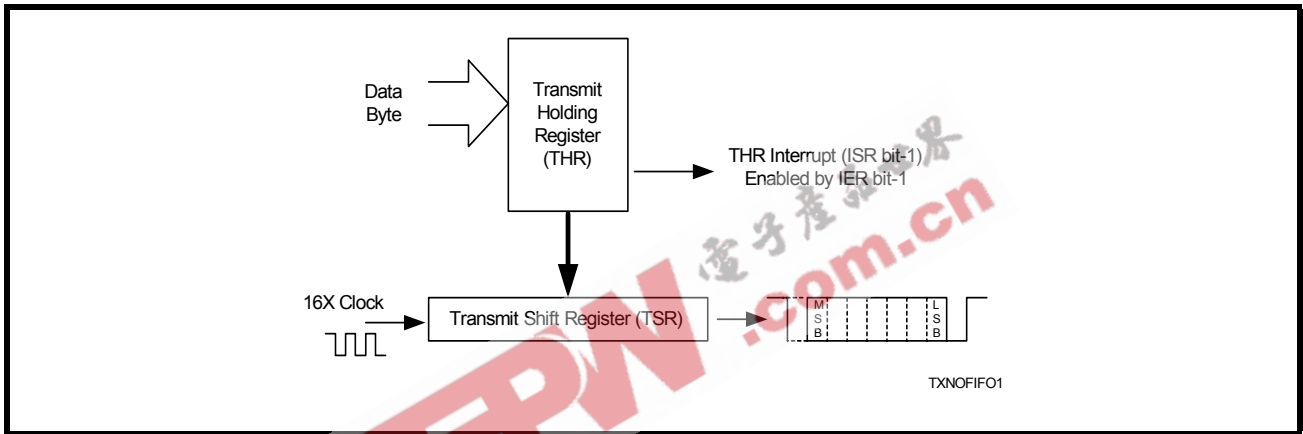 Data
Byte
Transmit
Holding
Register
(THR)
THR Interrupt (ISR bit-1)
Enabled by IER bit-1
16X Clock
Transmit Shift Register (TSR)
M
S
B
L
S
B
TXNOFIFO1
電子產品世界
EPW
.com.cn